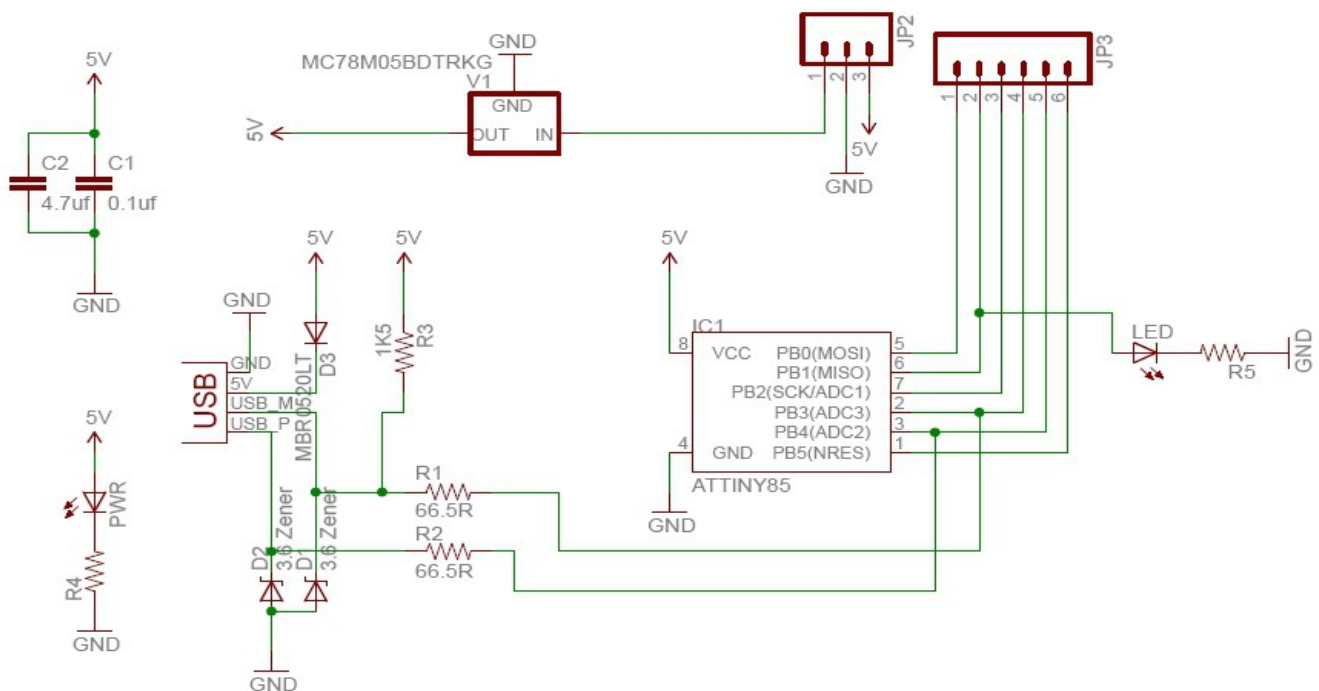 5V
C2
C1
4.7uf
0.1uf
GND
5V
PWR
R4
GND
GND
MC78M05BDTRKG
V1
GND
OUT
IN
5V
JP2
1
2
3
GND
5V
JP3
1
2
3
4
5
6
5V
5V
GND
USB
GND
5V
USB_M
USB_P
D3
MBR0520LT
1K5
R3
R1
66.5R
R2
66.5R
D2
3.6 Zener
D1
3.6 Zener
GND
5V
IC1
8
VCC
PB0(MOSI)
5
PB1(MISO)
6
PB2(SCK/ADC1)
7
PB3(ADC3)
2
PB4(ADC2)
3
4
GND
PB5(NRES)
1
ATTINY85
GND
LED
R5
GND